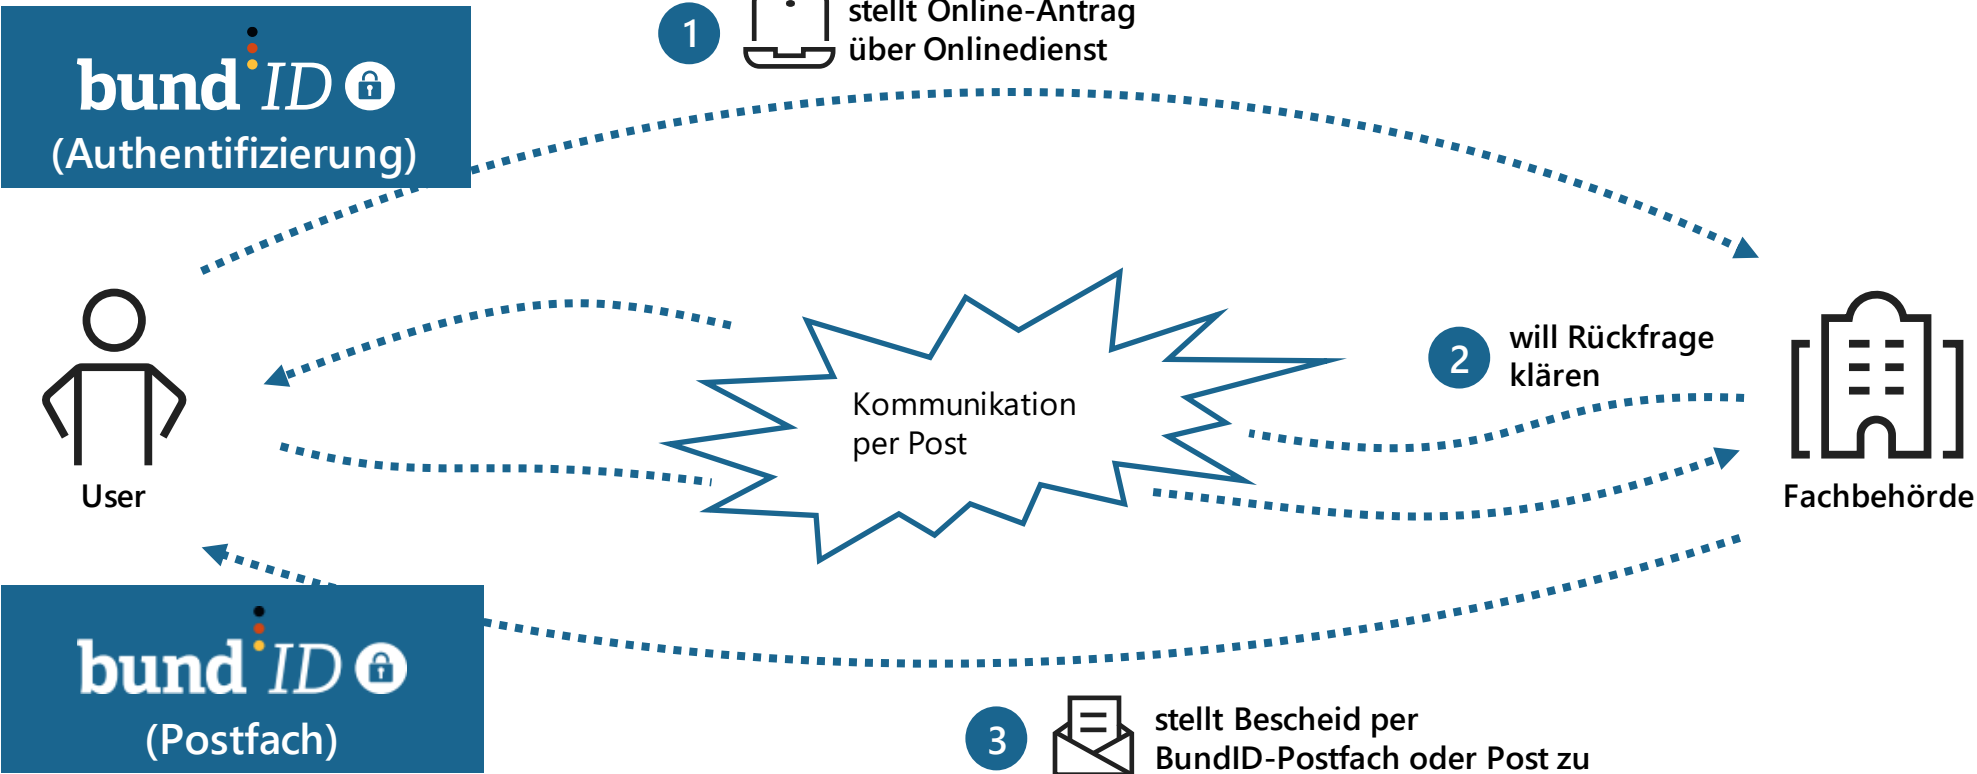 bund ID
(Authentifizierung)
1
stellt Online-Antrag
über Onlinedienst
User
Kommunikation
per Post
2
will Rückfrage
klären
Fachbehörde
bund ID
(Postfach)
3
stellt Bescheid per
BundID-Postfach oder Post zu